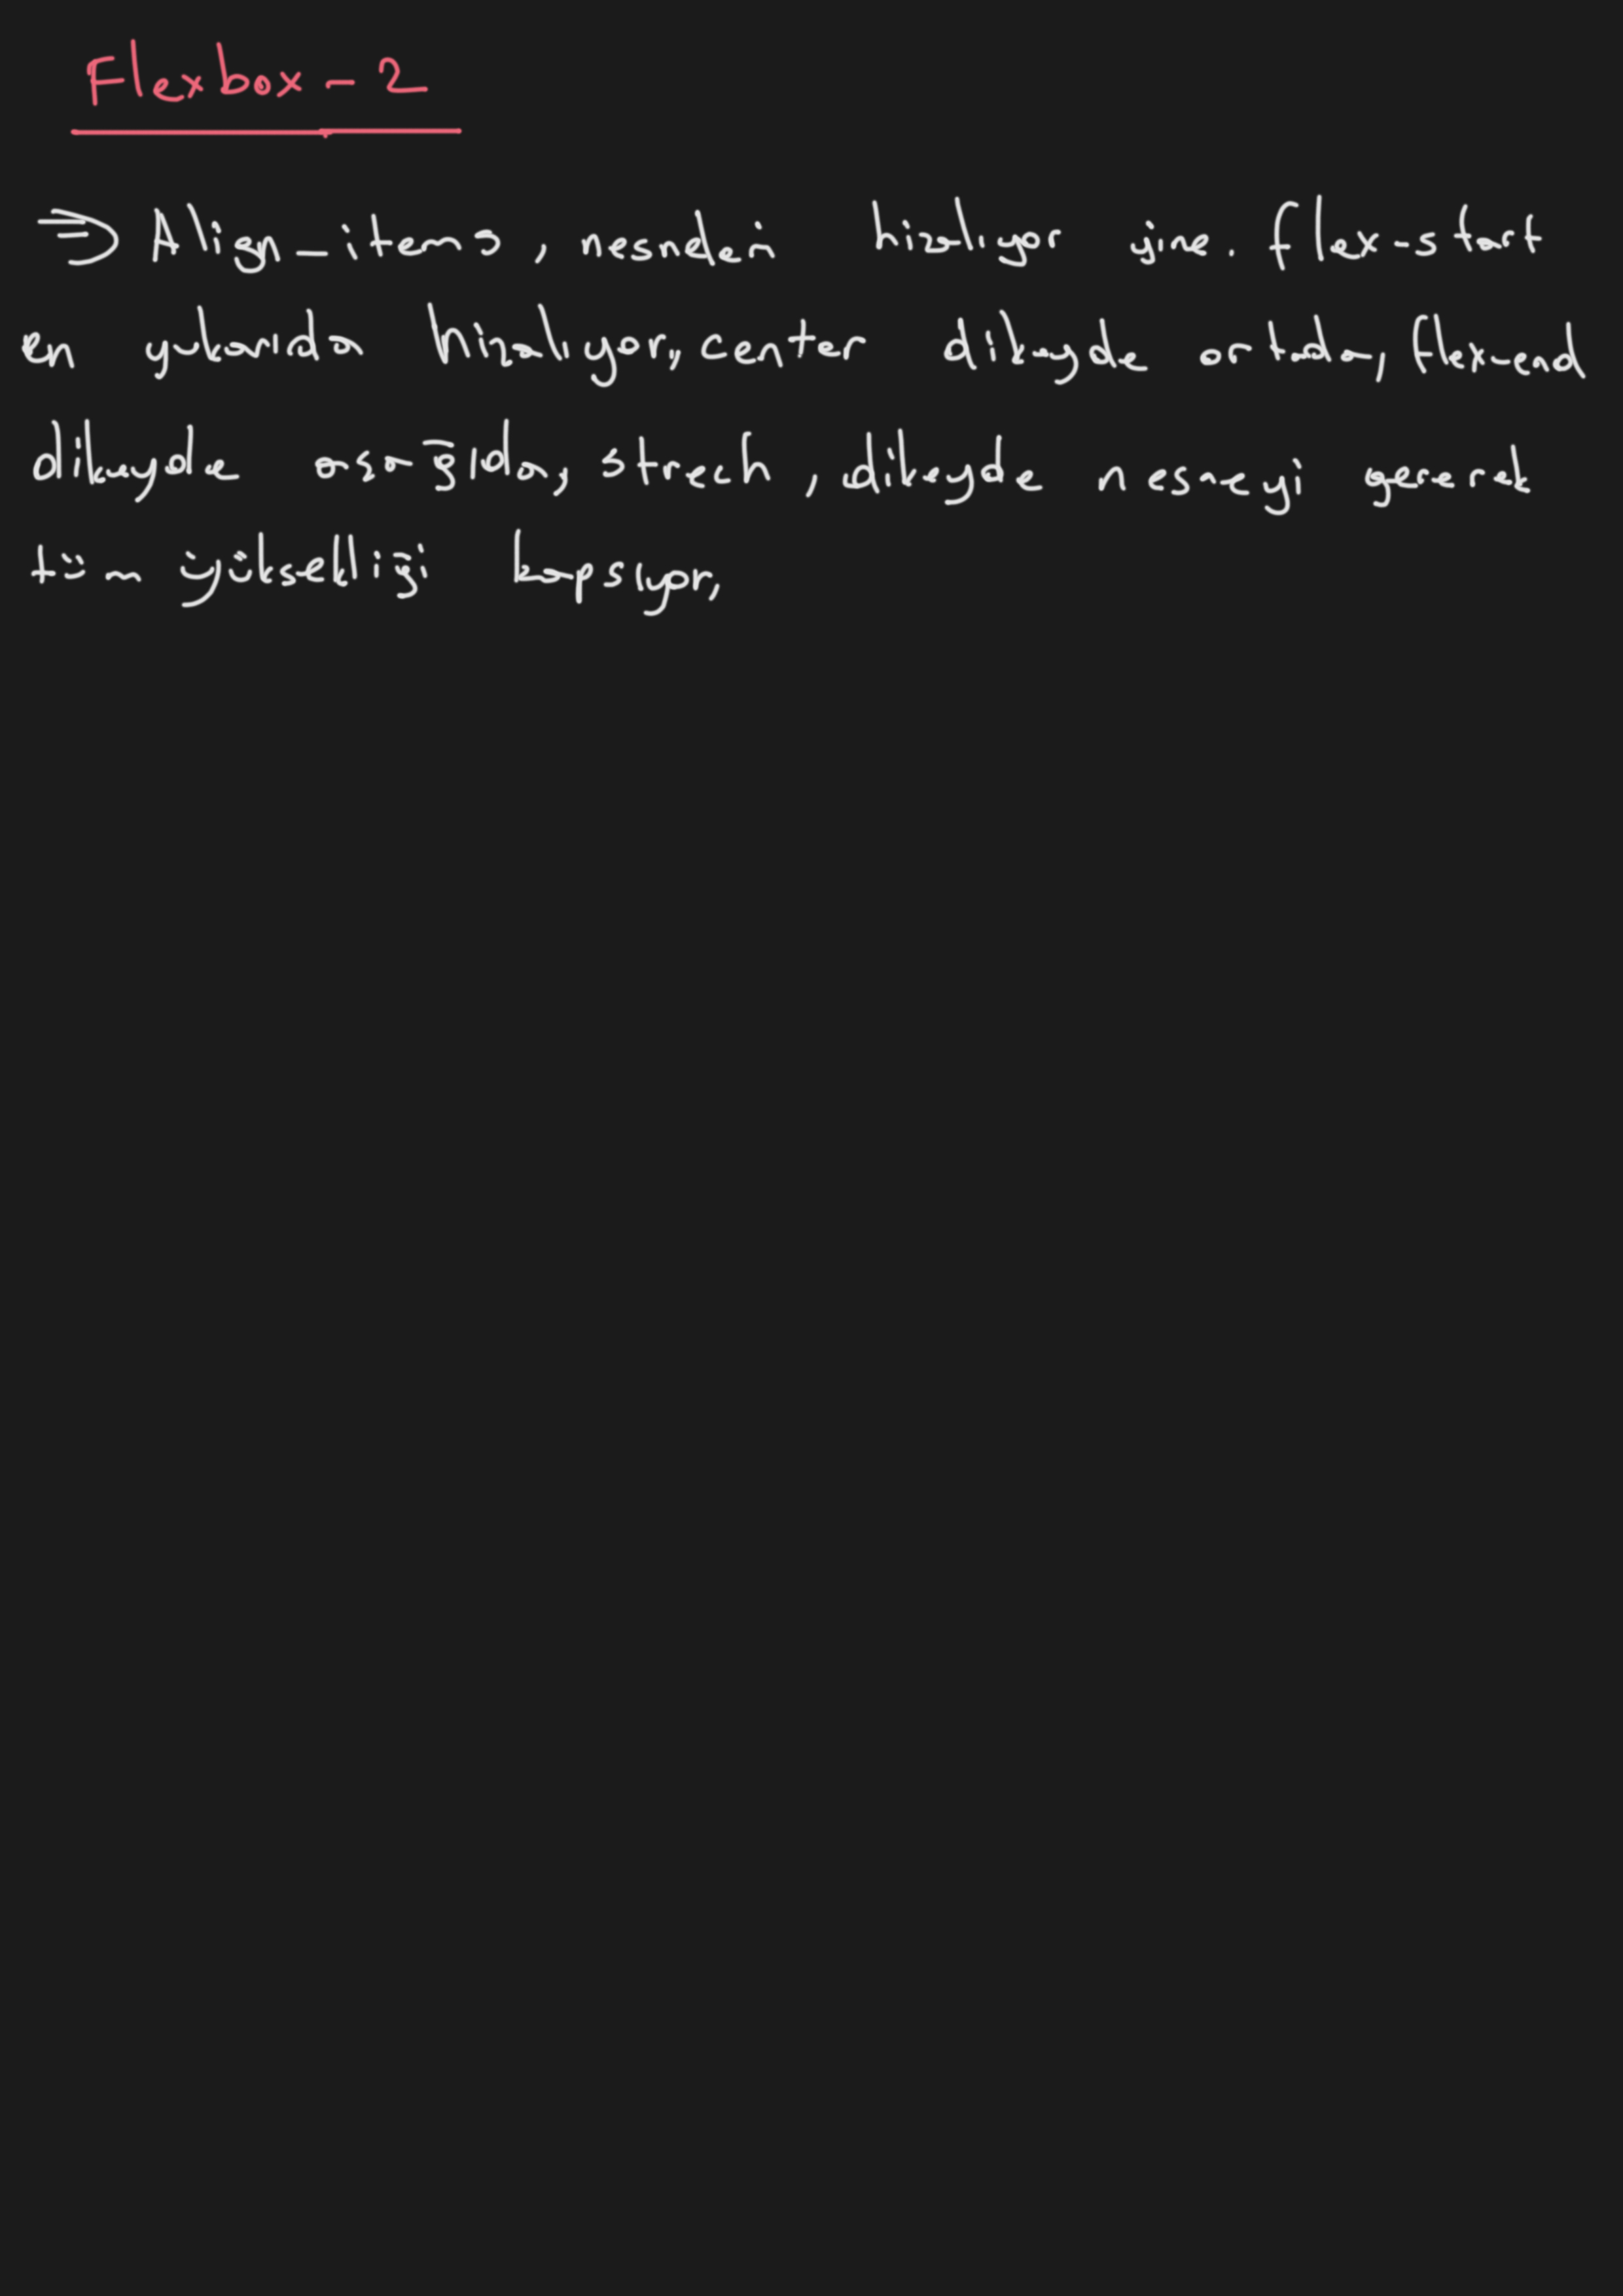 Flexbox-2
⇒ Align-items, nesneleri hizalıyor yine. flex-start
en yukarıda hizalıyor, center dikeyde ortada, flex-end
dikeyde aşağıda, strech, dikeyde nesneyi gererek
tüm yüksekliği kapsıyor,